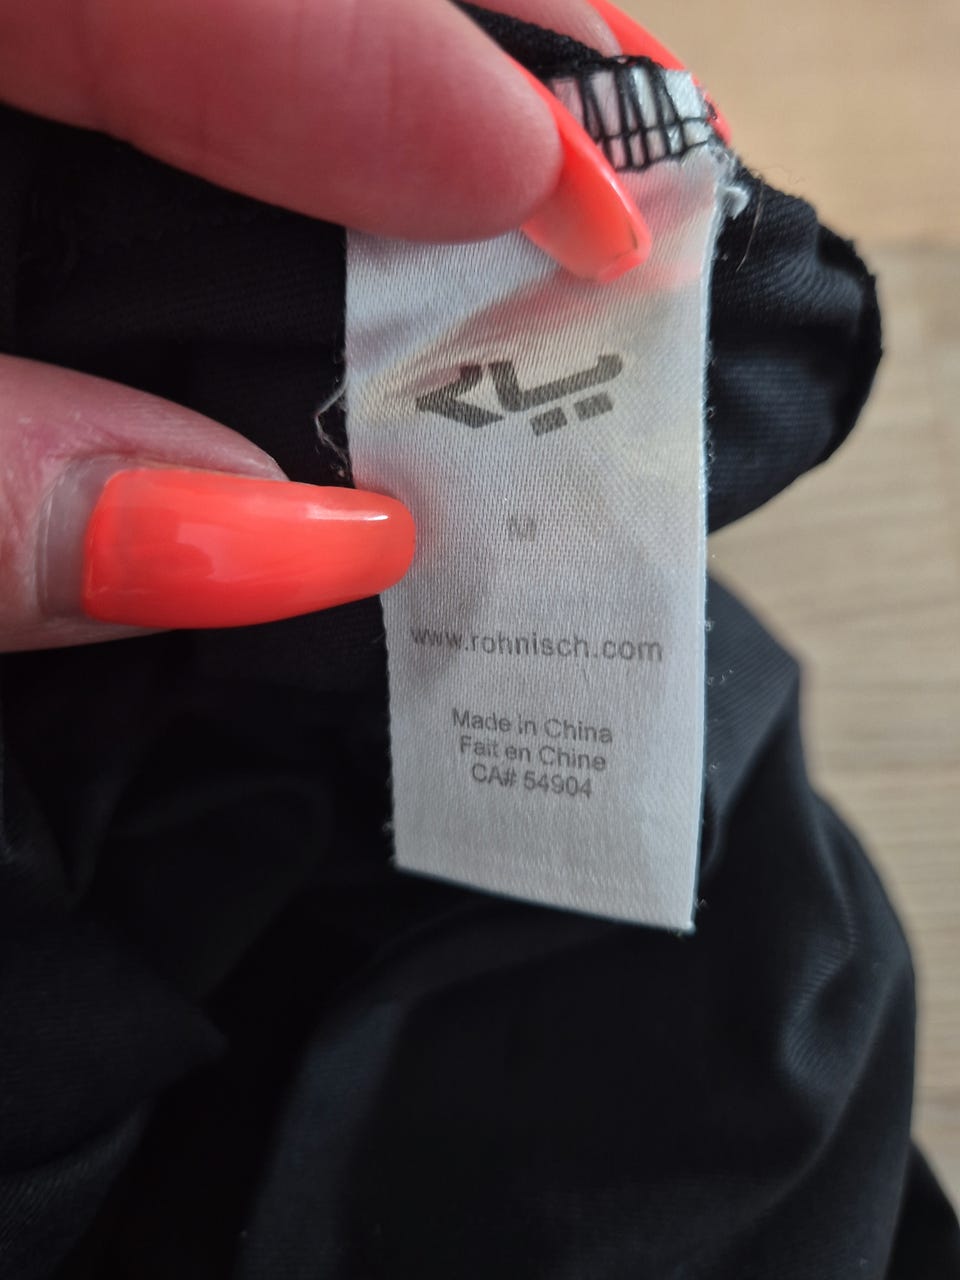 M
www.rohnisch.com
Made in China
Fait en Chine
CA# 54904